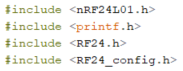 #include <nRF24L01.h>
#include <printf.h>
#include <RF24.h>
#include <RF24_config.h>